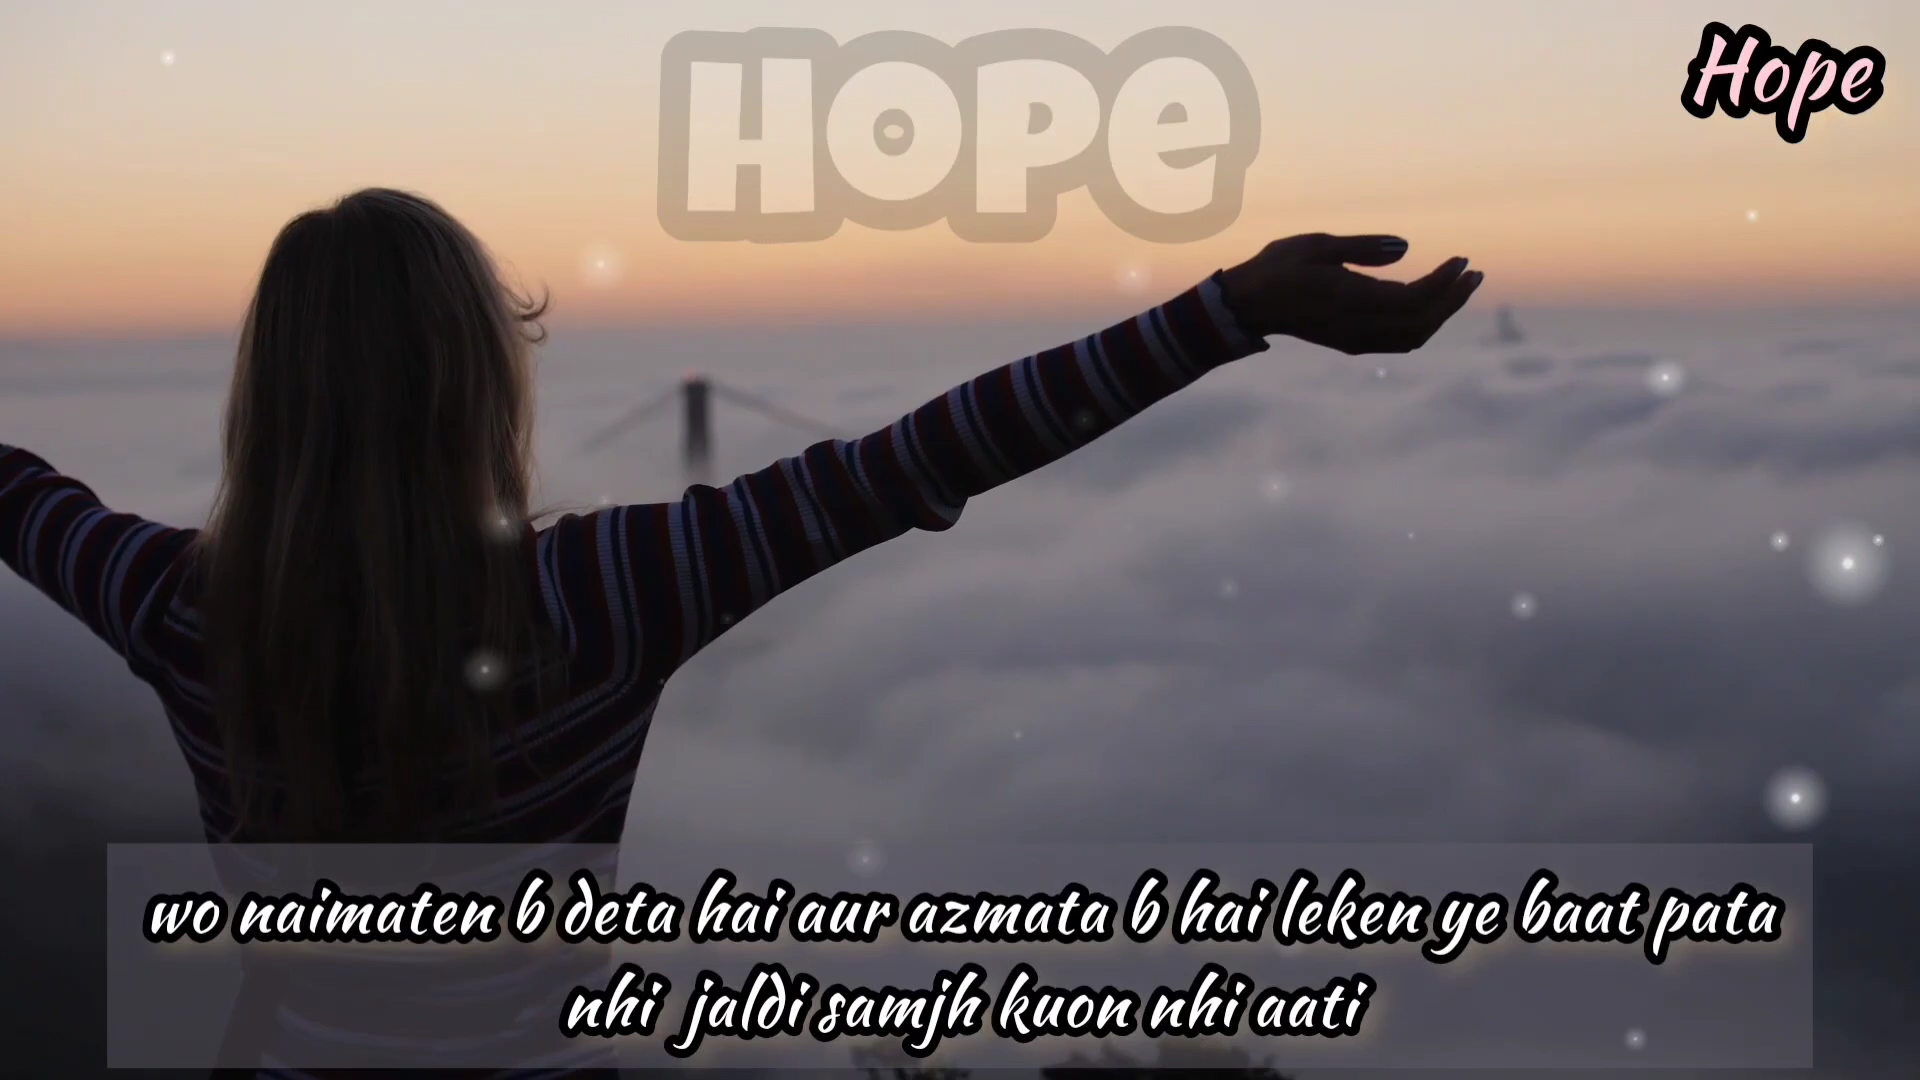 HOPE
Hope
wo naimaten b deta hai aur azmata b hai leken ye baat pata
nhi jaldi samjh kuon nhi aati